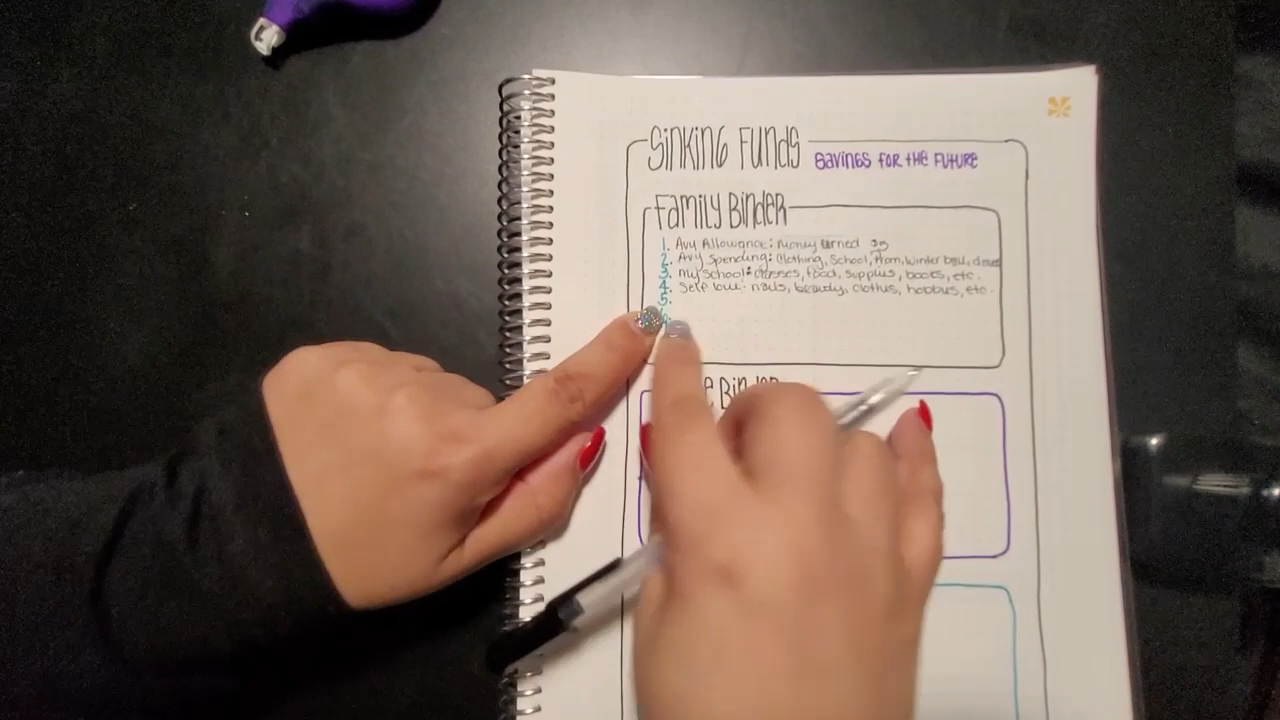 Sinking Funds
Savings for the Future
Family Binder
1. Avy Allowance: Money Earned
2. Avy Spending: Clothing, School, Prom, Winter ball,
3. My School: classes, food, supplies, books, etc.
4. Self love: nails, beauty, clothes, hobbies, etc.
5.
Binder